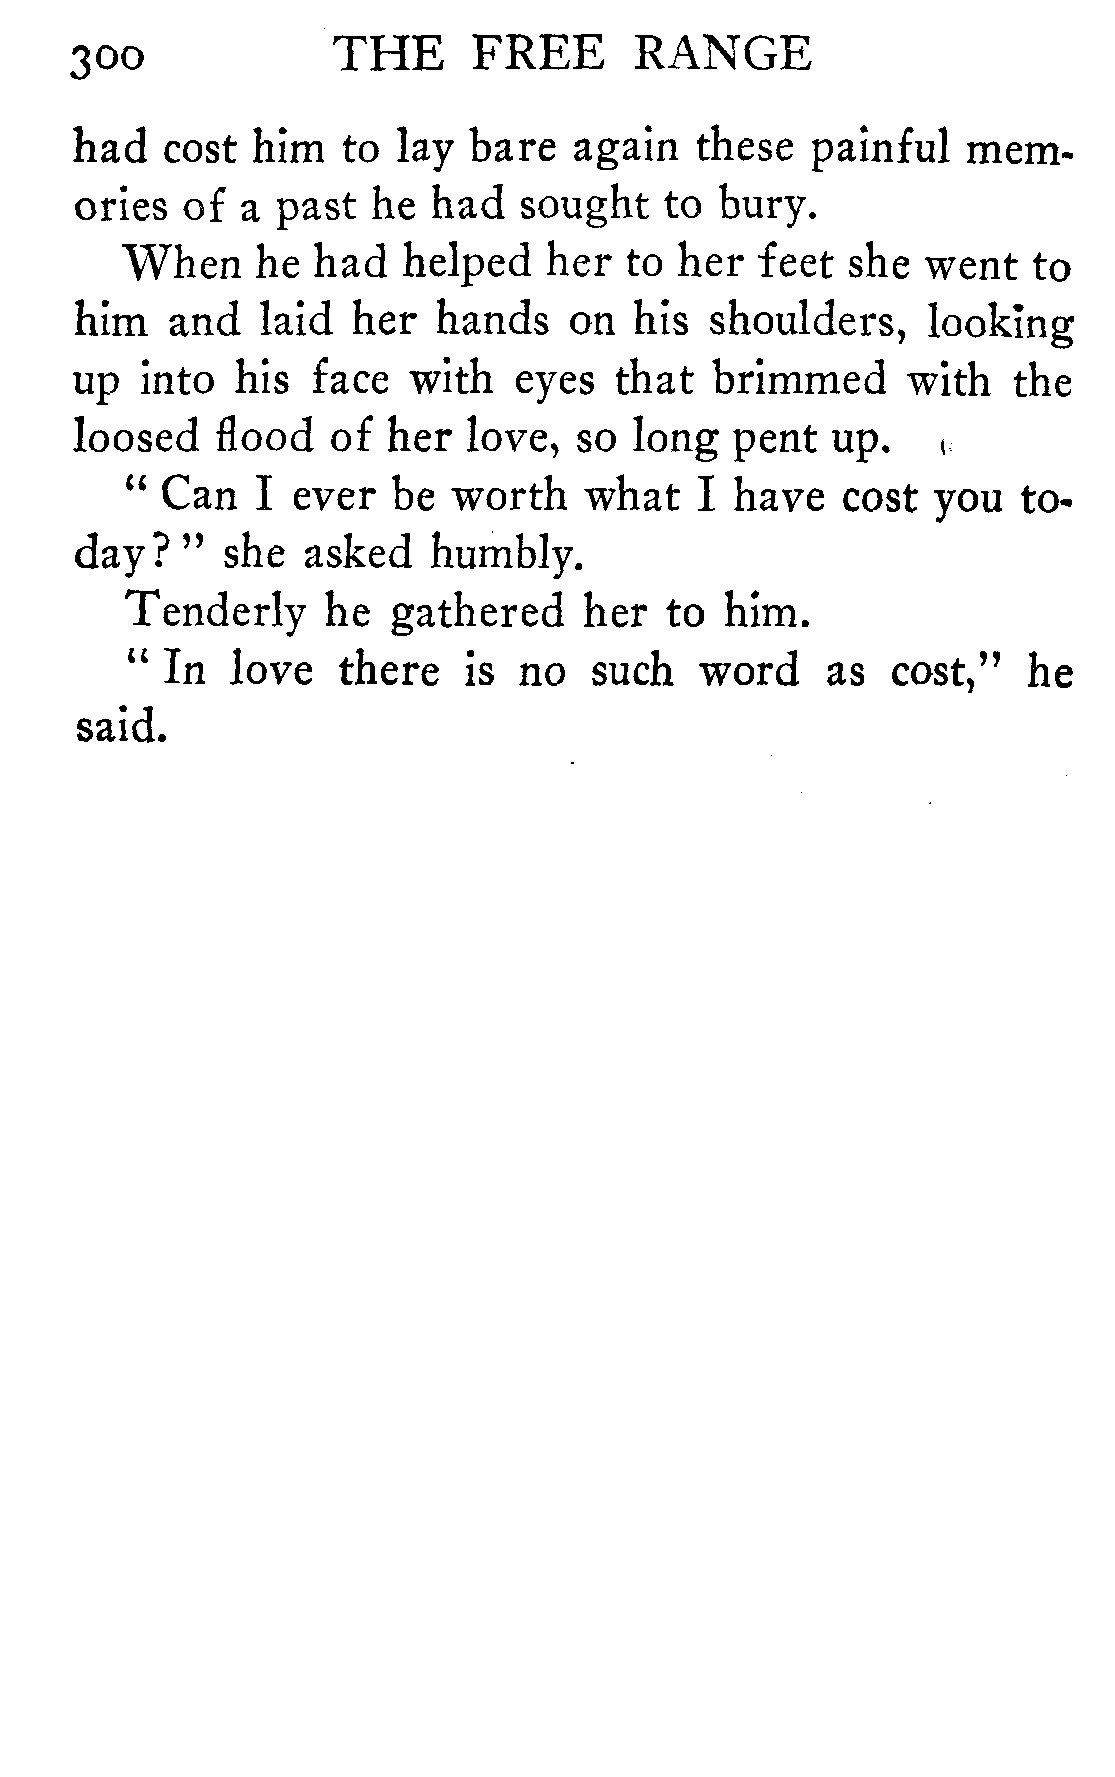 300 THE FREE RANGE
had cost him to lay bare again these painful mem-
ories of a past he had sought to bury.
When he had helped her to her feet she went to
him and laid her hands on his shoulders, looking
up into his face with eyes that brimmed with the
loosed flood of her love, so long pent up.
“ Can I ever be worth what I have cost you to-
day? ” she asked humbly.
Tenderly he gathered her to him.
“ In love there is no such word as cost,” he
said.